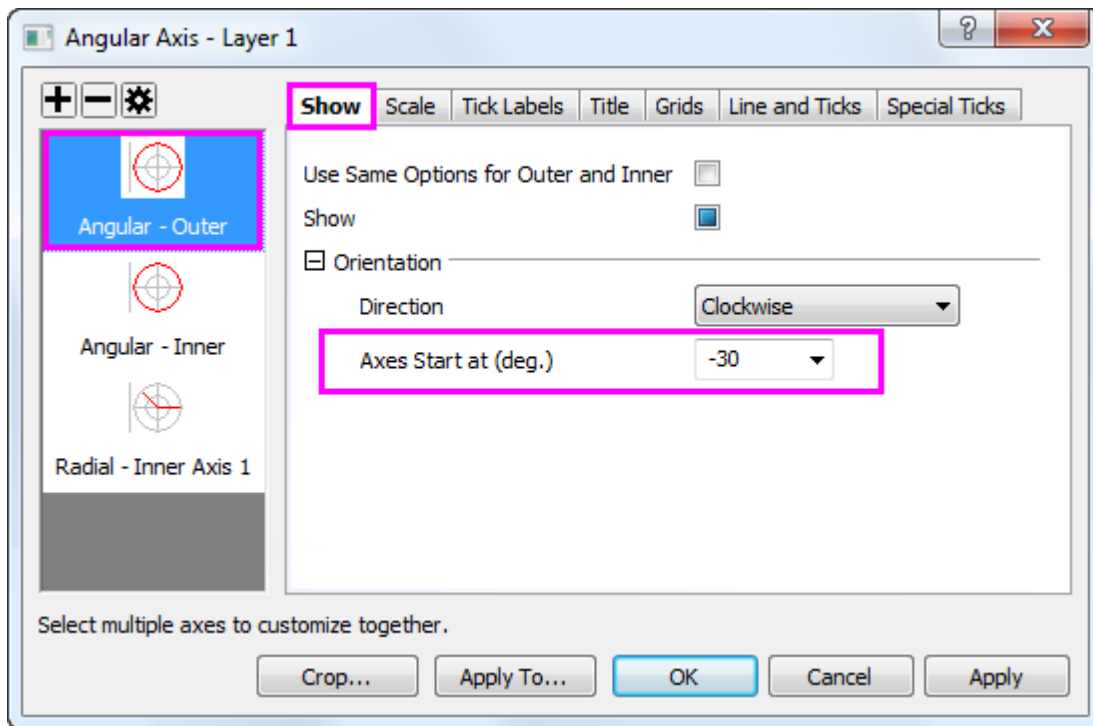 Angular Axis - Layer 1
Show Scale Tick Labels Title Grids Line and Ticks Special Ticks
Angular - Outer
Angular - Inner
Radial - Inner Axis 1
Use Same Options for Outer and Inner
Show
Orientation
Direction Clockwise
Axes Start at (deg.) -30
Select multiple axes to customize together.
Crop... Apply To... OK Cancel Apply